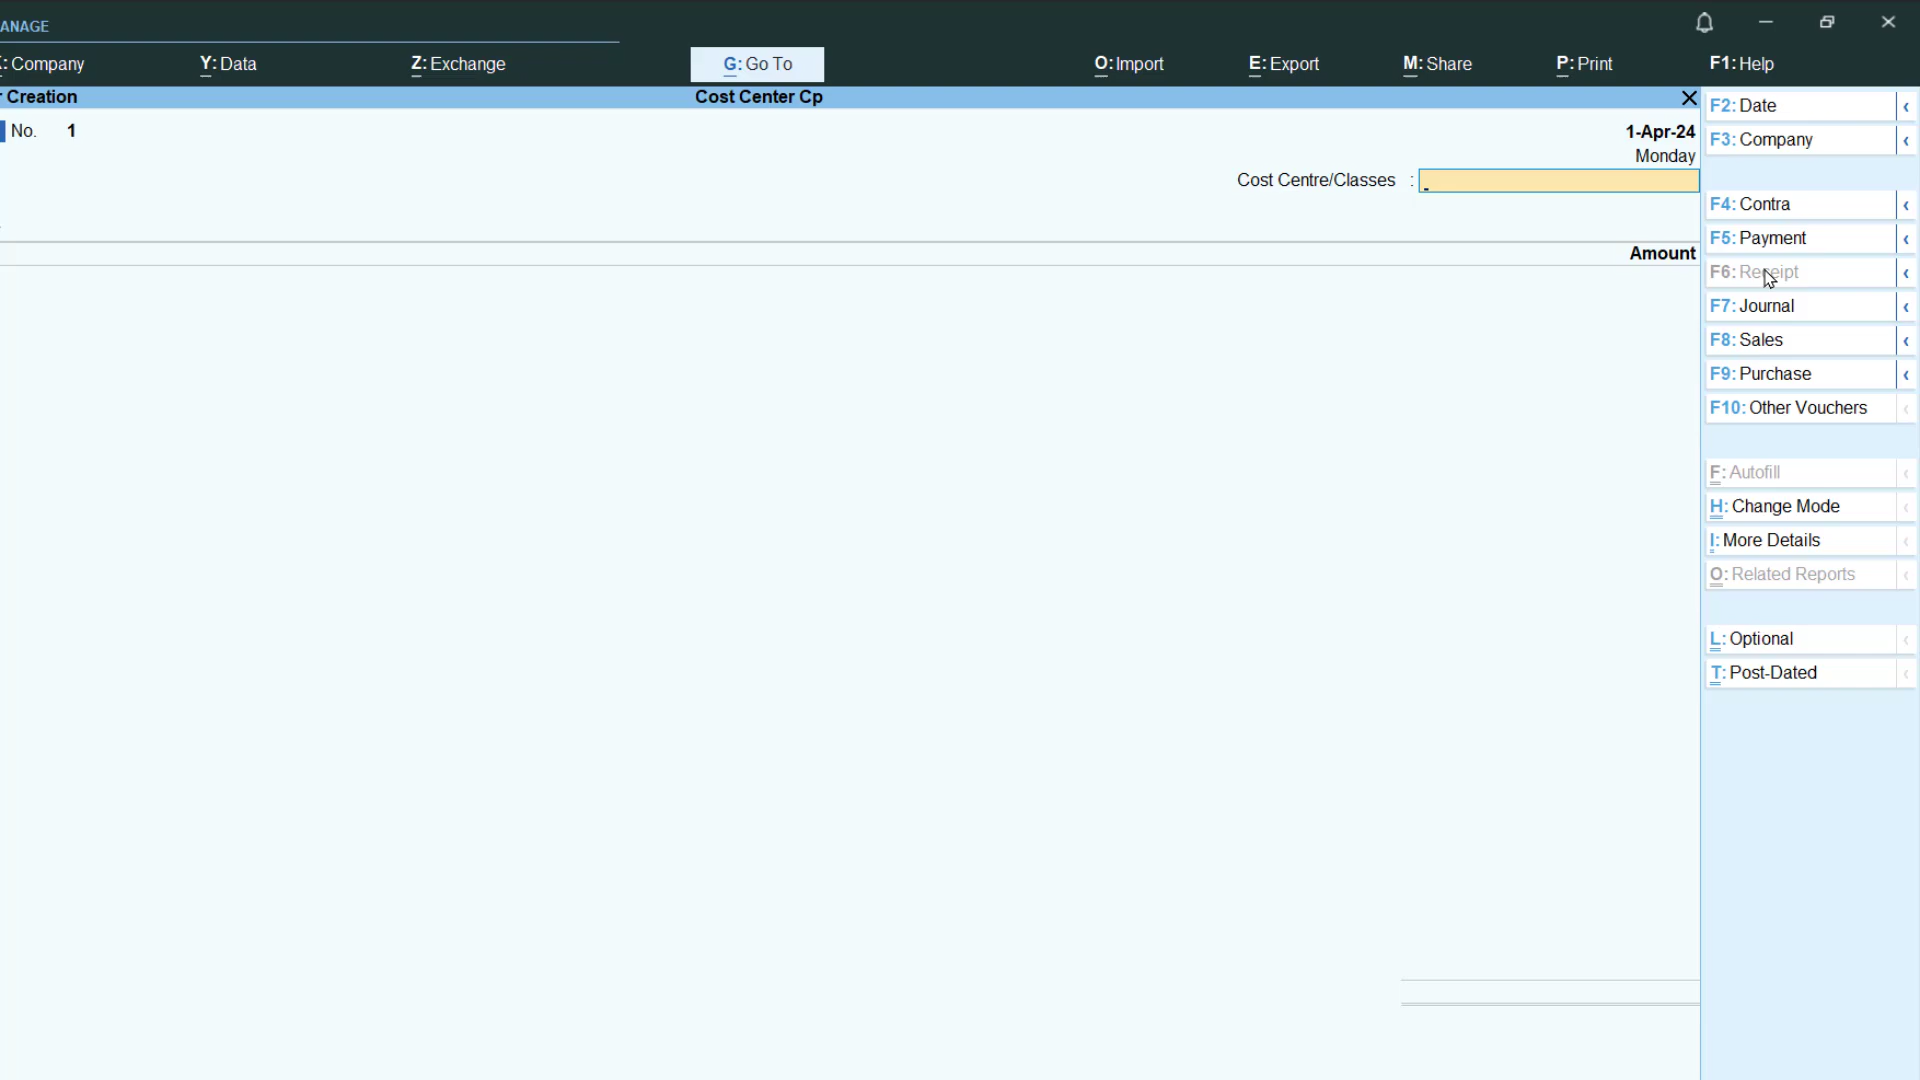 ANAGE
: Company
Y: Data
Z: Exchange
G: Go To
O: Import
E: Export
M: Share
P: Print
F1: Help
Creation
Cost Center Cp
No. 1
1-Apr-24
Monday
Cost Centre/Classes :
Amount
F2: Date
F3: Company
F4: Contra
F5: Payment
F6: Receipt
F7: Journal
F8: Sales
F9: Purchase
F10: Other Vouchers
F: Autofill
H: Change Mode
I: More Details
O: Related Reports
L: Optional
T: Post-Dated